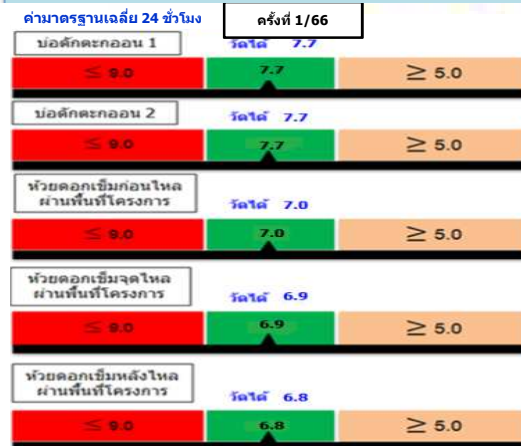 ค่ามาตรฐานเฉลี่ย 24 ชั่วโมง
ครั้งที่ 1/66
บ่อดักตะกออน 1
วัดได้ 7.7
≤ 9.0 7.7 ≥ 5.0
บ่อดักตะกออน 2
วัดได้ 7.7
≤ 9.0 7.7 ≥ 5.0
ห้วยดอกเข็มก่อนไหล
ผ่านพื้นที่โครงการ
วัดได้ 7.0
≤ 9.0 7.0 ≥ 5.0
ห้วยดอกเข็มจุดไหล
ผ่านพื้นที่โครงการ
วัดได้ 6.9
≤ 9.0 6.9 ≥ 5.0
ห้วยดอกเข็มหลังไหล
ผ่านพื้นที่โครงการ
วัดได้ 6.8
≤ 9.0 6.8 ≥ 5.0